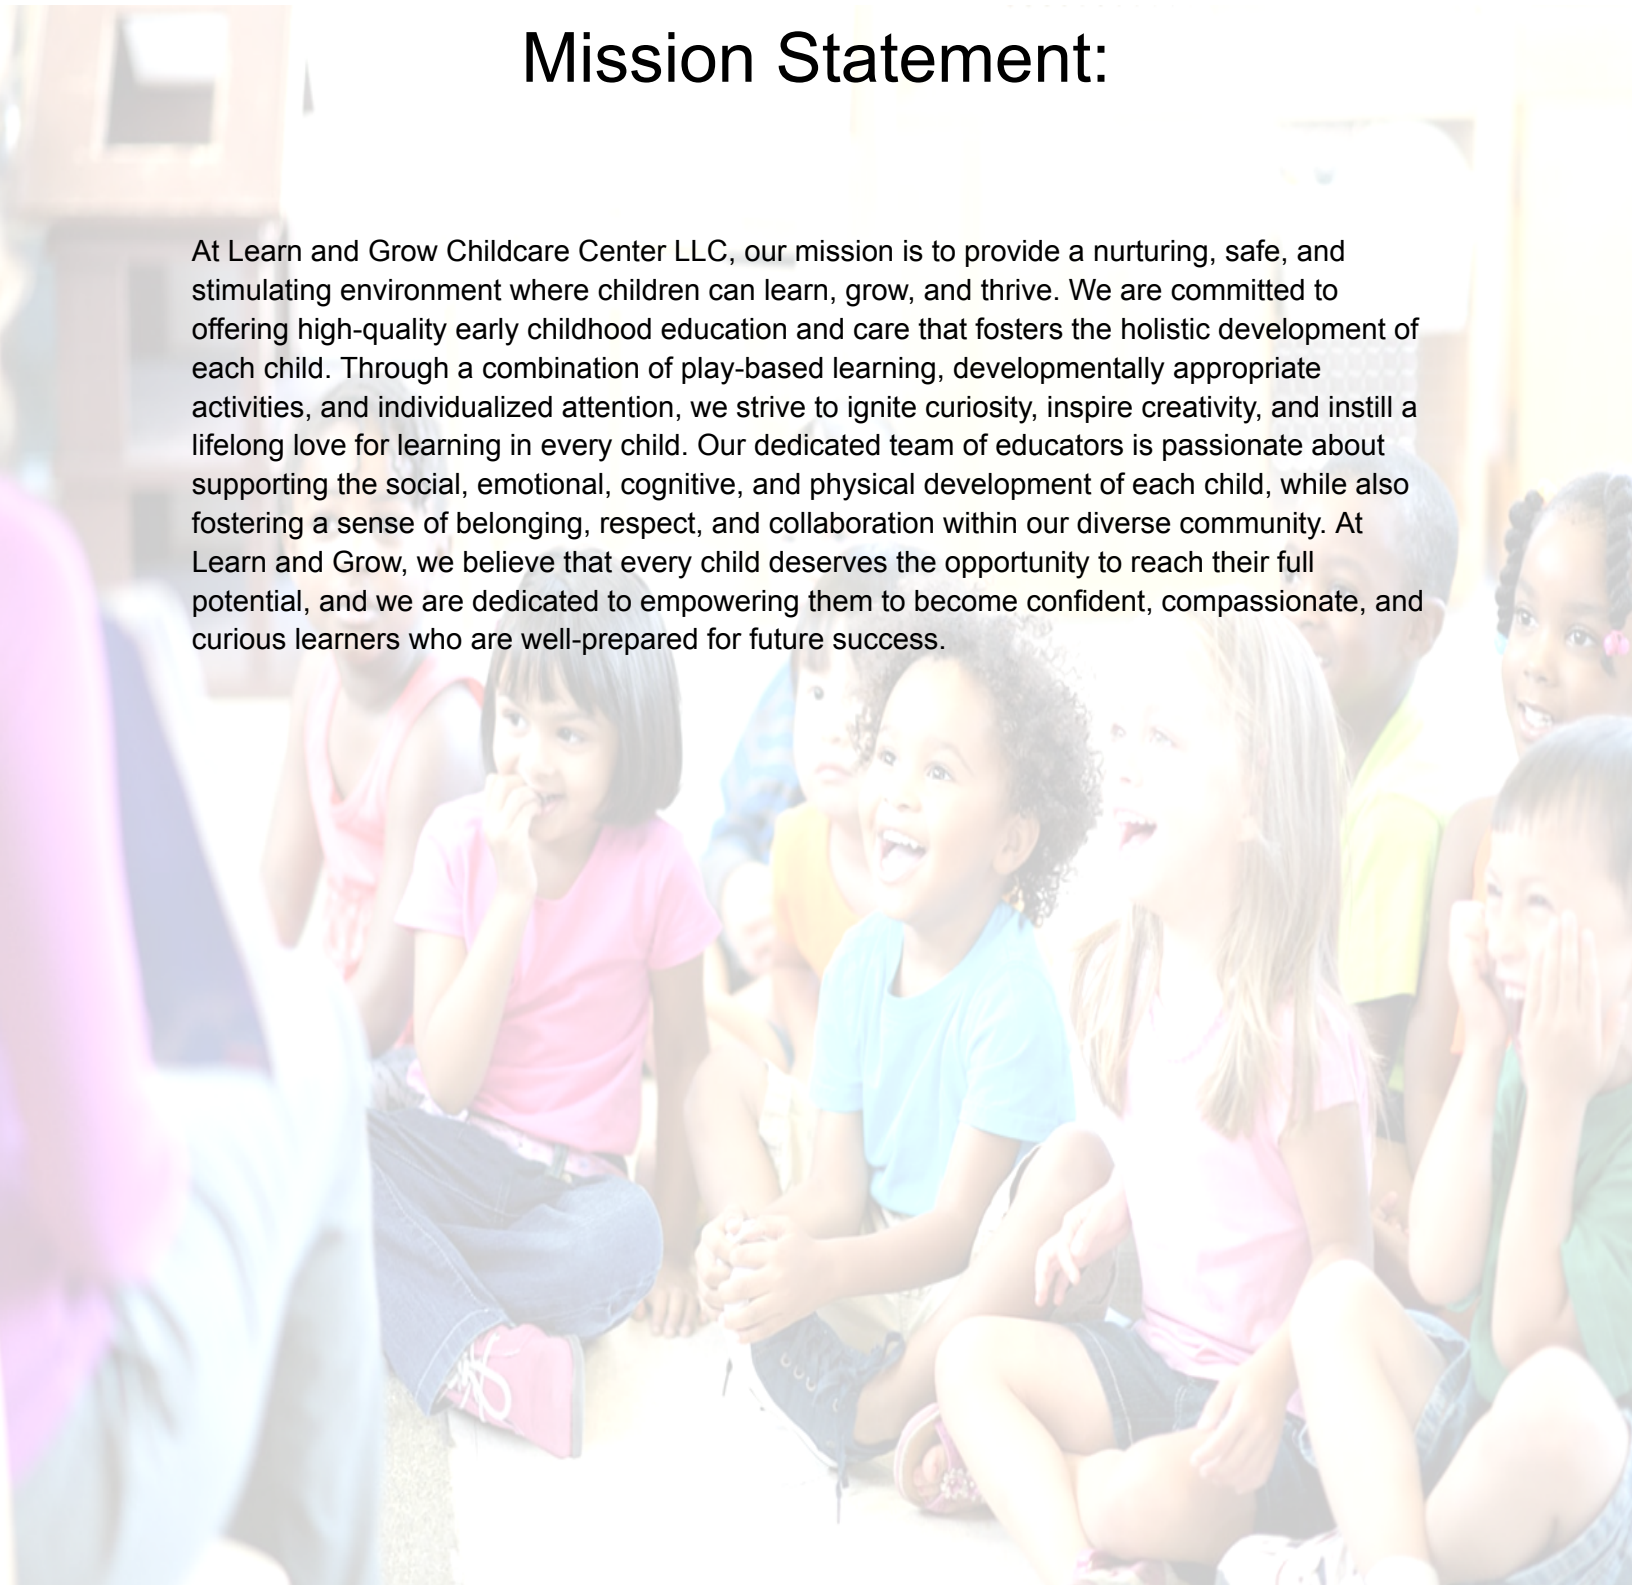 Mission Statement:
At Learn and Grow Childcare Center LLC, our mission is to provide a nurturing, safe, and
stimulating environment where children can learn, grow, and thrive. We are committed to
offering high-quality early childhood education and care that fosters the holistic development of
each child. Through a combination of play-based learning, developmentally appropriate
activities, and individualized attention, we strive to ignite curiosity, inspire creativity, and instill a
lifelong love for learning in every child. Our dedicated team of educators is passionate about
supporting the social, emotional, cognitive, and physical development of each child, while also
fostering a sense of belonging, respect, and collaboration within our diverse community. At
Learn and Grow, we believe that every child deserves the opportunity to reach their full
potential, and we are dedicated to empowering them to become confident, compassionate, and
curious learners who are well-prepared for future success.